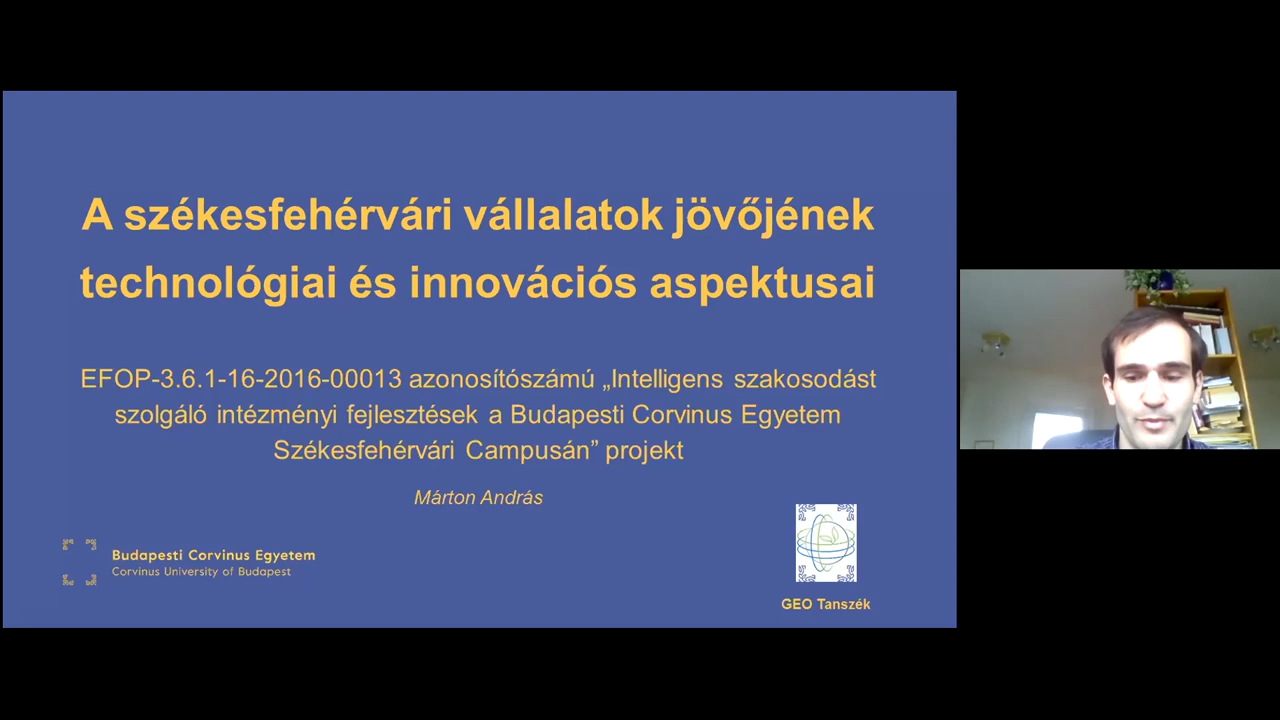 A székesfehérvári vállalatok jövőjének
technológiai és innovációs aspektusai
EFOP-3.6.1-16-2016-00013 azonosítószámú „Intelligens szakosodást
szolgáló intézményi fejlesztések a Budapesti Corvinus Egyetem
Székesfehérvári Campusán” projekt
Márton András
Budapesti Corvinus Egyetem
Corvinus University of Budapest
GEO Tanszék